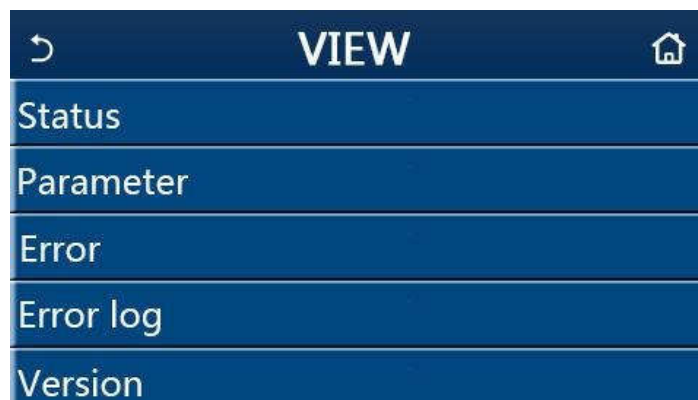 VIEW
Status
Parameter
Error
Error log
Version